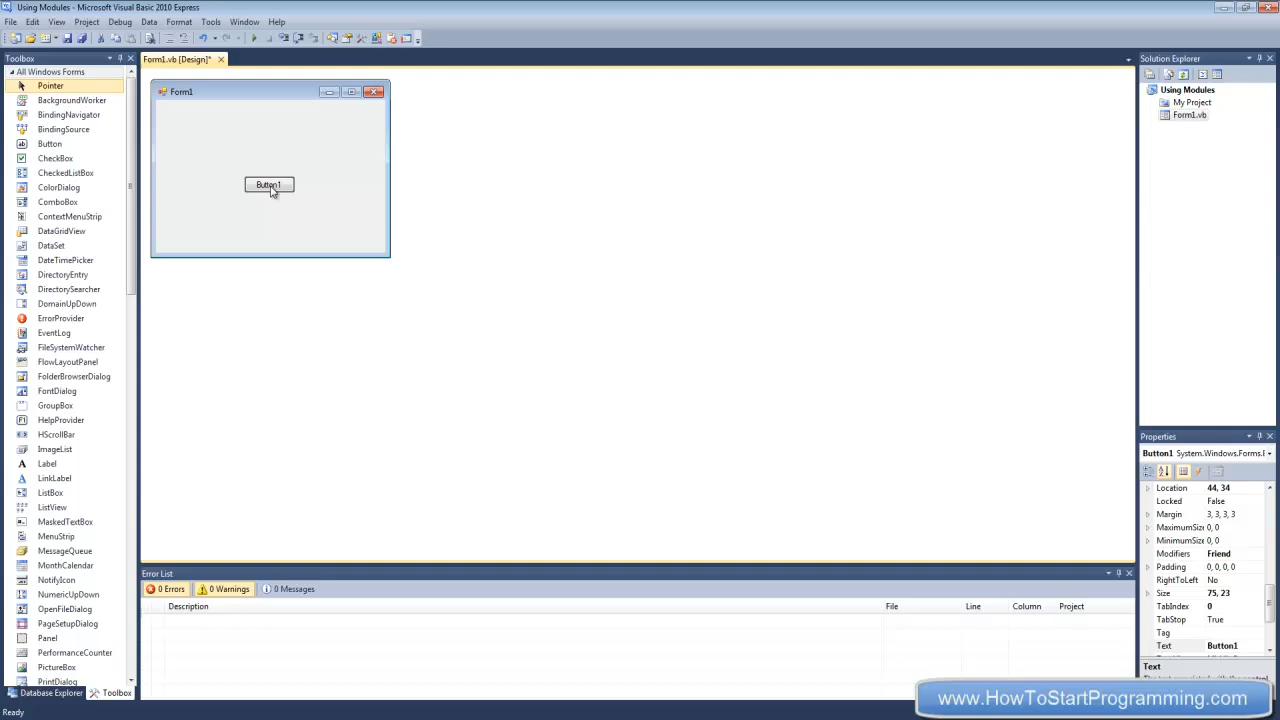 Using Modules - Microsoft Visual Basic 2010 Express
File Edit View Project Debug Data Format Tools Window Help
Toolbox
All Windows Forms
Pointer
BackgroundWorker
BindingNavigator
BindingSource
Button
CheckBox
CheckedListBox
ColorDialog
ComboBox
ContextMenuStrip
DataGridView
DataSet
DateTimePicker
DirectoryEntry
DirectorySearcher
DomainUpDown
ErrorProvider
EventLog
FileSystemWatcher
FlowLayoutPanel
FolderBrowserDialog
FontDialog
GroupBox
HelpProvider
HScrollBar
ImageList
Label
LinkLabel
ListBox
ListView
MaskedTextBox
MenuStrip
MessageQueue
MonthCalendar
NotifyIcon
NumericUpDown
OpenFileDialog
PageSetupDialog
Panel
PerformanceCounter
PictureBox
PrintDialog
Database Explorer Toolbox
Form1.vb [Design]*
Form1
Button1
Error List
0 Errors 0 Warnings 0 Messages
Description File Line Column Project
Solution Explorer
Using Modules
My Project
Form1.vb
Properties
Button1 System.Windows.Forms.
Location 44, 34
Locked False
Margin 3, 3, 3, 3
MaximumSize 0, 0
MinimumSize 0, 0
Modifiers Friend
Padding 0, 0, 0, 0
RightToLeft No
Size 75, 23
TabIndex 0
TabStop True
Tag
Text Button1
Text
www.HowToStartProgramming.com
Ready